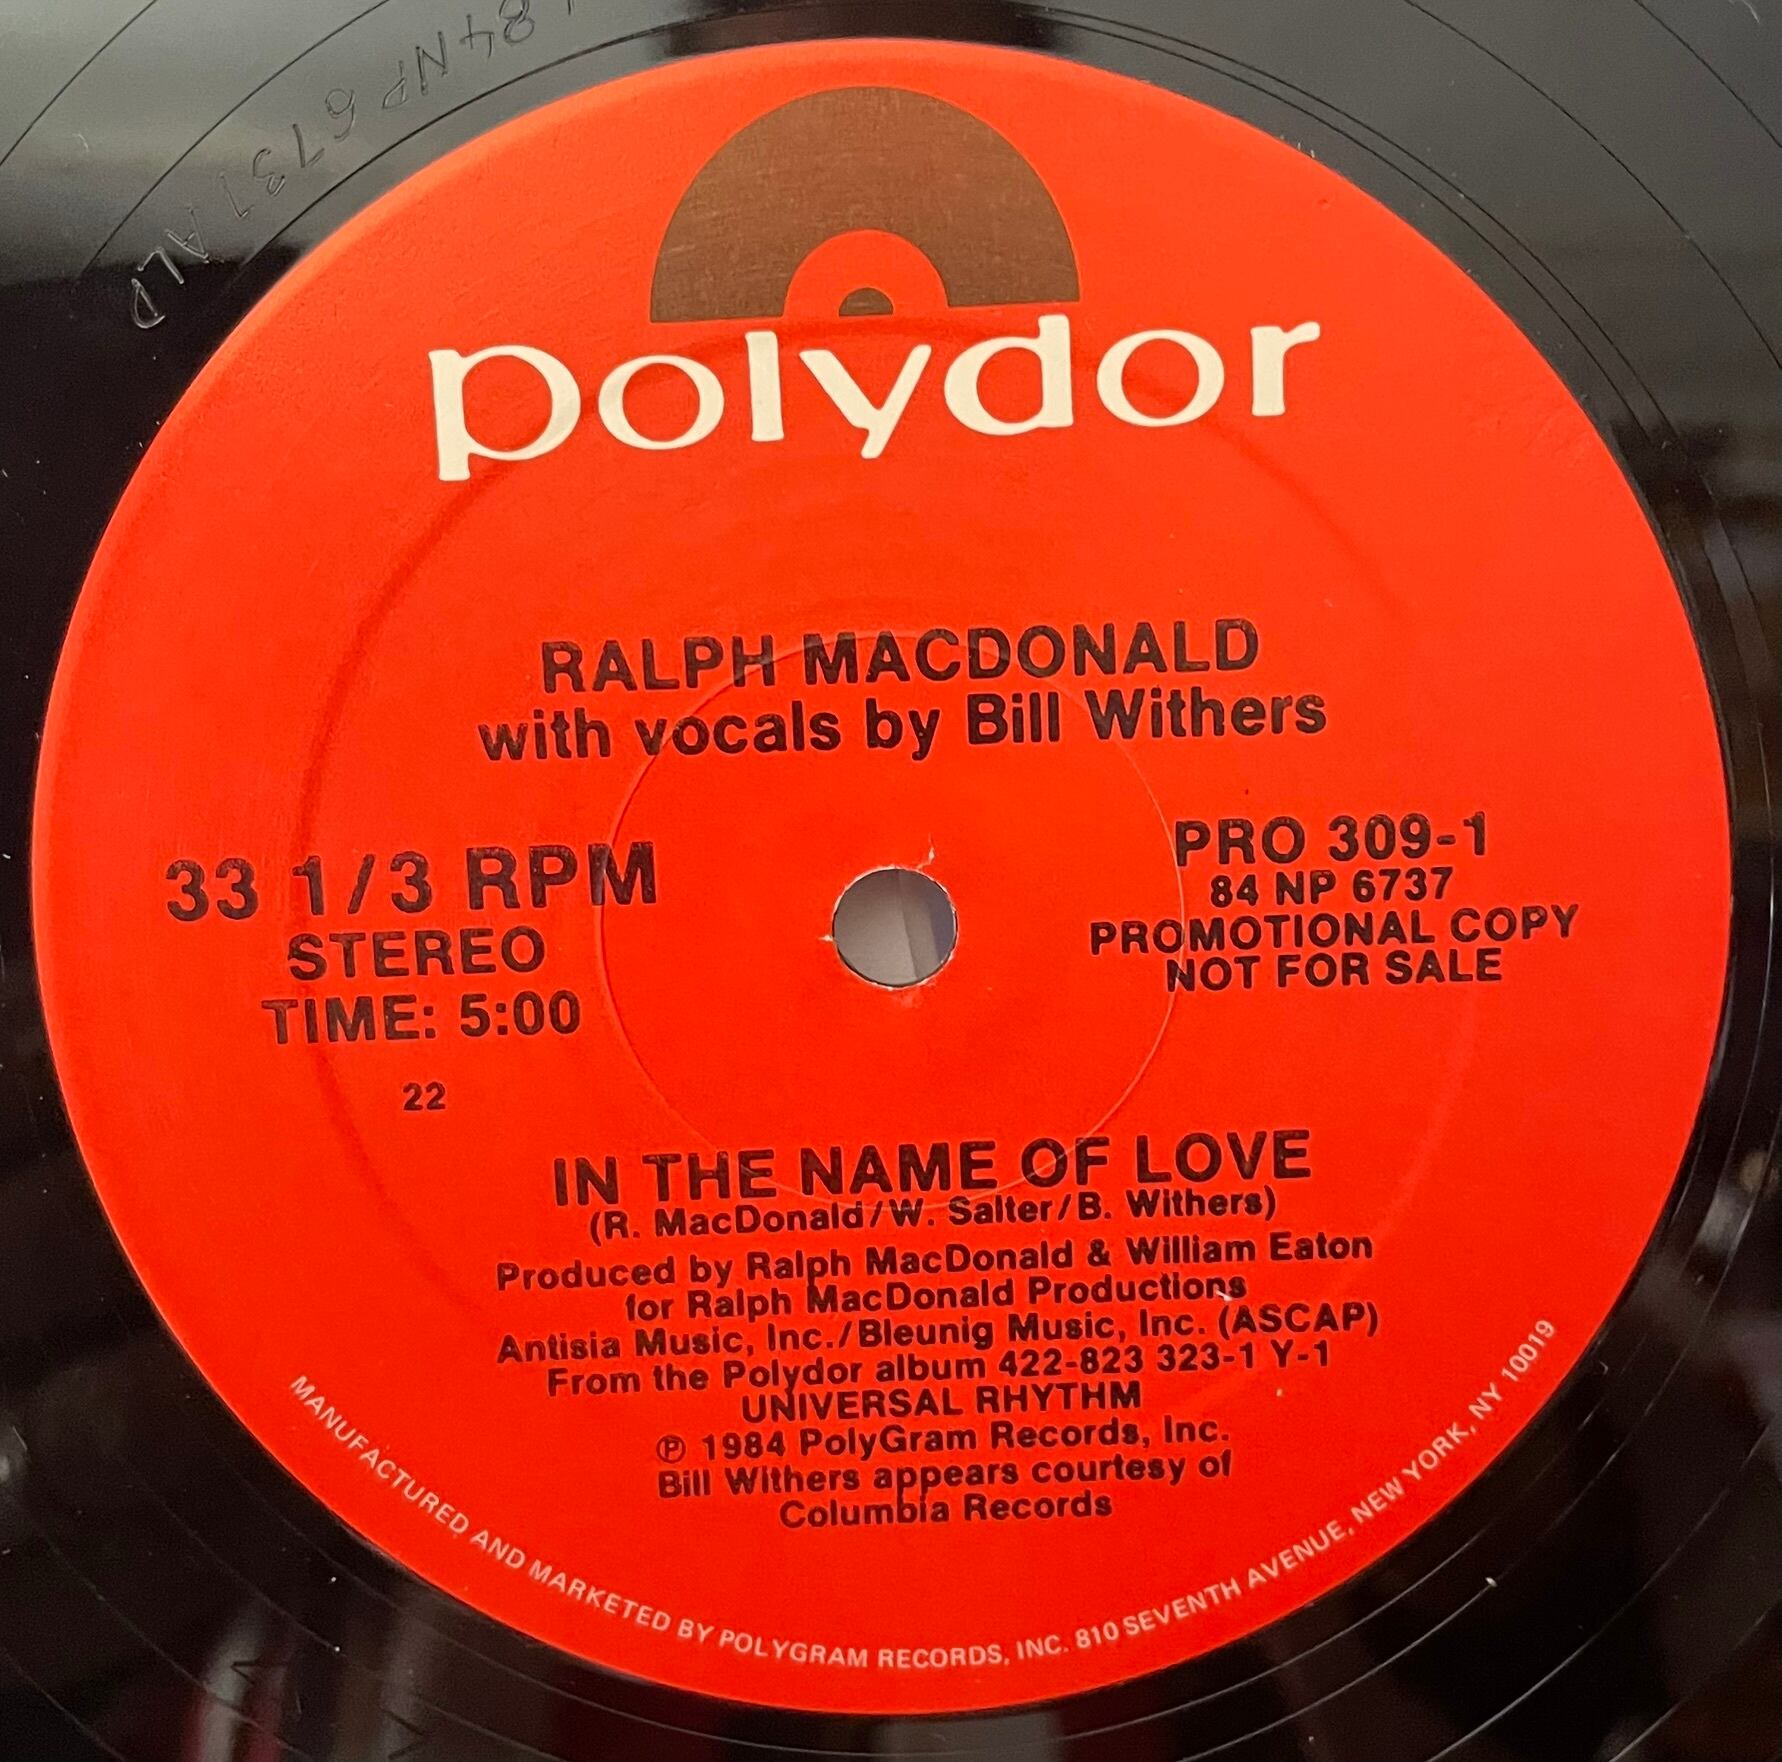 84 NP 6737 ALD
polydor
RALPH MACDONALD
with vocals by Bill Withers
33 1/3 RPM
STEREO
TIME: 5:00
22
PRO 309-1
84 NP 6737
PROMOTIONAL COPY
NOT FOR SALE
IN THE NAME OF LOVE
(R. MacDonald/W. Salter/B. Withers)
Produced by Ralph MacDonald & William Eaton
for Ralph MacDonald Productions
Antisia Music, Inc./Bleunig Music, Inc. (ASCAP)
From the Polydor album 422-823 323-1 Y-1
UNIVERSAL RHYTHM
℗ 1984 PolyGram Records, Inc.
Bill Withers appears courtesy of
Columbia Records
MANUFACTURED AND MARKETED BY POLYGRAM RECORDS, INC. 810 SEVENTH AVENUE, NEW YORK, NY 10019